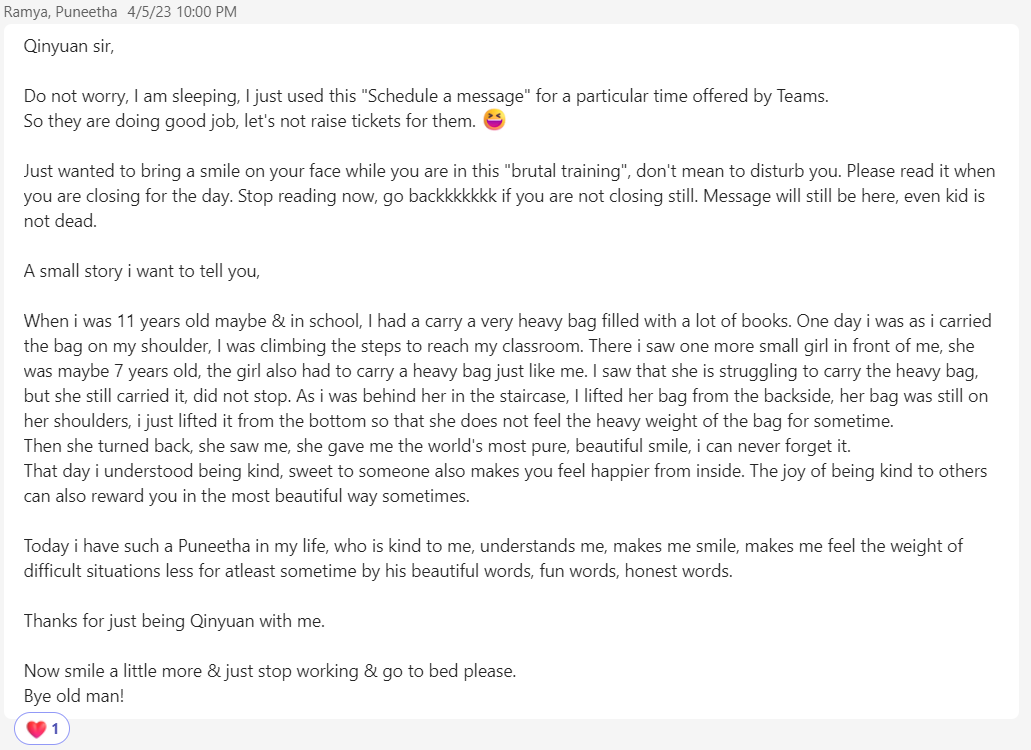 Ramya, Puneetha 4/5/23 10:00 PM
Qinyuan sir,
Do not worry, I am sleeping, I just used this "Schedule a message" for a particular time offered by Teams.
So they are doing good job, let's not raise tickets for them. 😆
Just wanted to bring a smile on your face while you are in this "brutal training", don't mean to disturb you. Please read it when
you are closing for the day. Stop reading now, go backkkkkkk if you are not closing still. Message will still be here, even kid is
not dead.
A small story i want to tell you,
When i was 11 years old maybe & in school, I had a carry a very heavy bag filled with a lot of books. One day i was as i carried
the bag on my shoulder, I was climbing the steps to reach my classroom. There i saw one more small girl in front of me, she
was maybe 7 years old, the girl also had to carry a heavy bag just like me. I saw that she is struggling to carry the heavy bag,
but she still carried it, did not stop. As i was behind her in the staircase, I lifted her bag from the backside, her bag was still on
her shoulders, i just lifted it from the bottom so that she does not feel the heavy weight of the bag for sometime.
Then she turned back, she saw me, she gave me the world's most pure, beautiful smile, i can never forget it.
That day i understood being kind, sweet to someone also makes you feel happier from inside. The joy of being kind to others
can also reward you in the most beautiful way sometimes.
Today i have such a Puneetha in my life, who is kind to me, understands me, makes me smile, makes me feel the weight of
difficult situations less for atleast sometime by his beautiful words, fun words, honest words.
Thanks for just being Qinyuan with me.
Now smile a little more & just stop working & go to bed please.
Bye old man!
❤️ 1